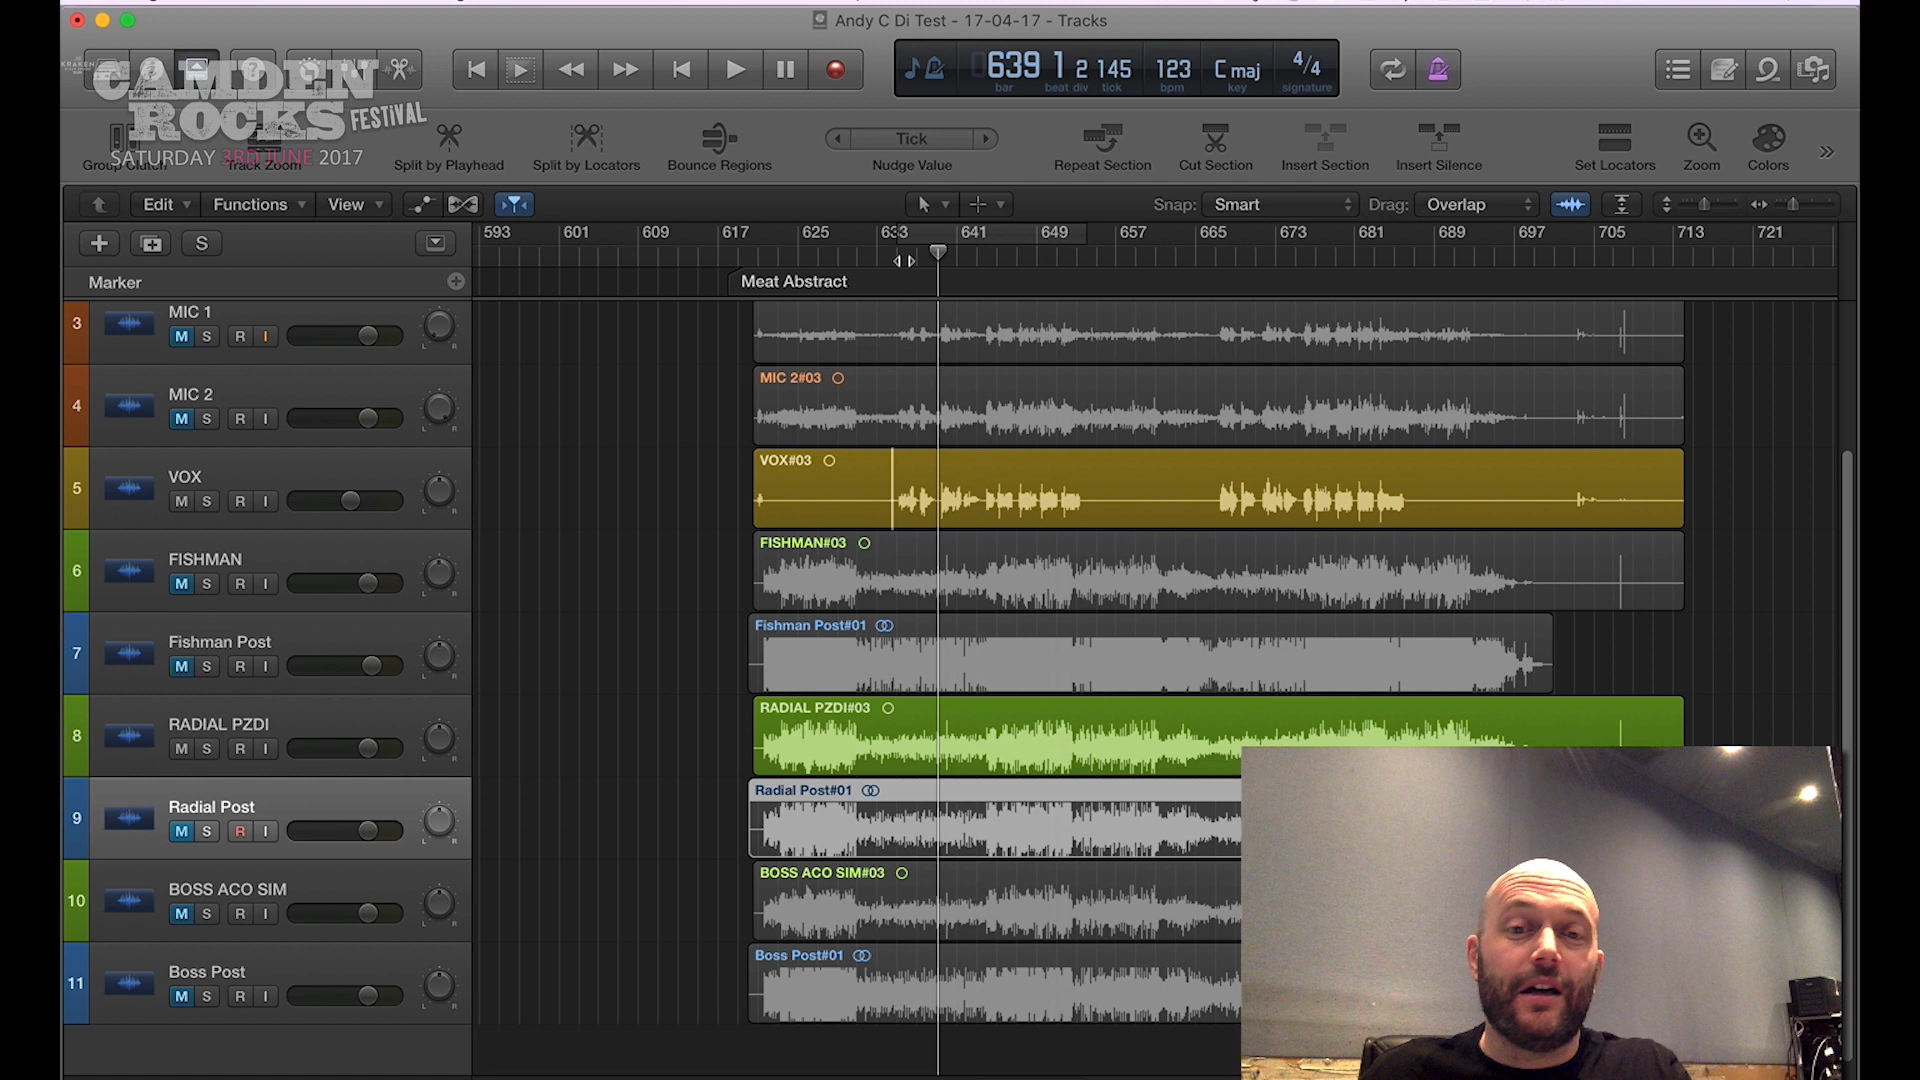 Andy C Di Test - 17-04-17 - Tracks
KRAKEN
CAMDEN
ROCKS FESTiVAL
SATURDAY 3RD JUNE 2017
639 1 2 145 123 C maj 4/4
bar beat div tick bpm key signature
Group Clutch Track Zoom Split by Playhead Split by Locators Bounce Regions Tick Nudge Value Repeat Section Cut Section Insert Section Insert Silence Set Locators Zoom Colors
Edit Functions View Snap: Smart Drag: Overlap
S 593 601 609 617 625 633 641 649 657 665 673 681 689 697 705 713 721
Marker Meat Abstract
3 MIC 1
M S R I L R
4 MIC 2 MIC 2#03
M S R I L R
5 VOX VOX#03
M S R I L R
6 FISHMAN FISHMAN#03
M S R I L R
7 Fishman Post Fishman Post#01
M S R I L R
8 RADIAL PZDI RADIAL PZDI#03
M S R I L R
9 Radial Post Radial Post#01
M S R I L R
10 BOSS ACO SIM BOSS ACO SIM#03
M S R I L R
11 Boss Post Boss Post#01
M S R I L R